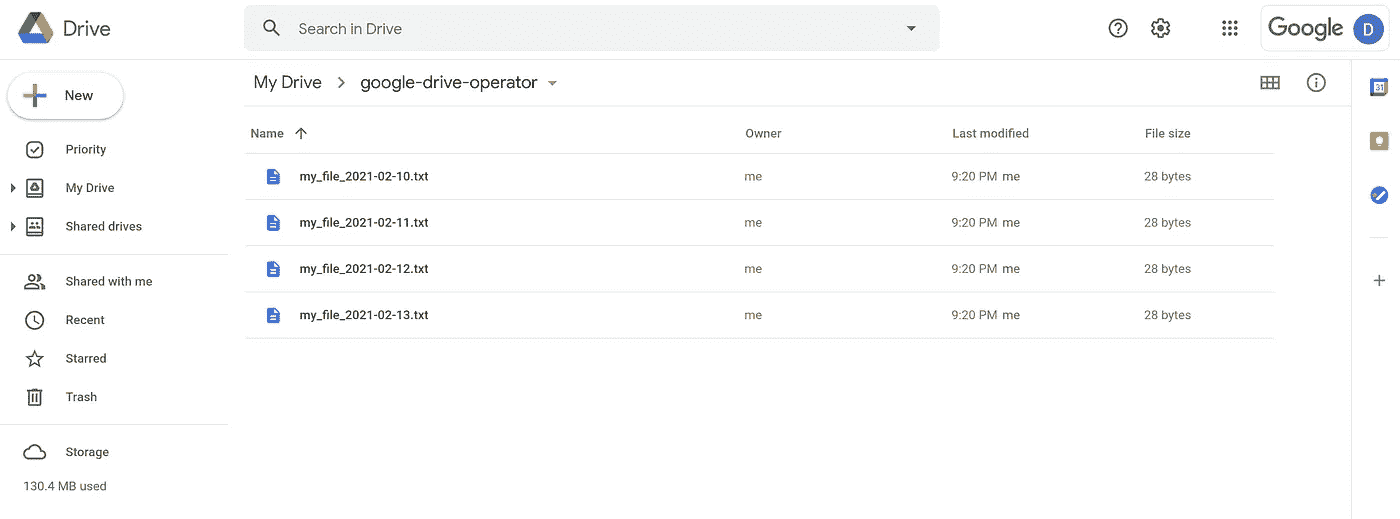 Drive
Search in Drive
Google D
New
My Drive > google-drive-operator
31
Name Owner Last modified File size
Priority
My Drive
Shared drives
Shared with me
Recent
Starred
Trash
Storage
130.4 MB used
my_file_2021-02-10.txt me 9:20 PM me 28 bytes
my_file_2021-02-11.txt me 9:20 PM me 28 bytes
my_file_2021-02-12.txt me 9:20 PM me 28 bytes
my_file_2021-02-13.txt me 9:20 PM me 28 bytes